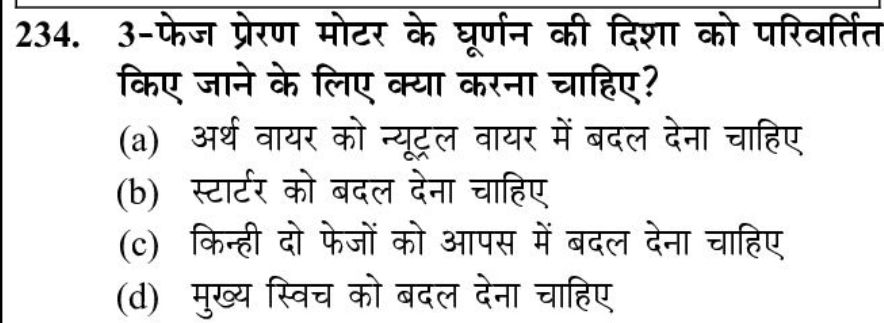 234. 3-फेज प्रेरण मोटर के घूर्णन की दिशा को परिवर्तित
किए जाने के लिए क्या करना चाहिए?
(a) अर्थ वायर को न्यूट्रल वायर में बदल देना चाहिए
(b) स्टार्टर को बदल देना चाहिए
(c) किन्ही दो फेजों को आपस में बदल देना चाहिए
(d) मुख्य स्विच को बदल देना चाहिए